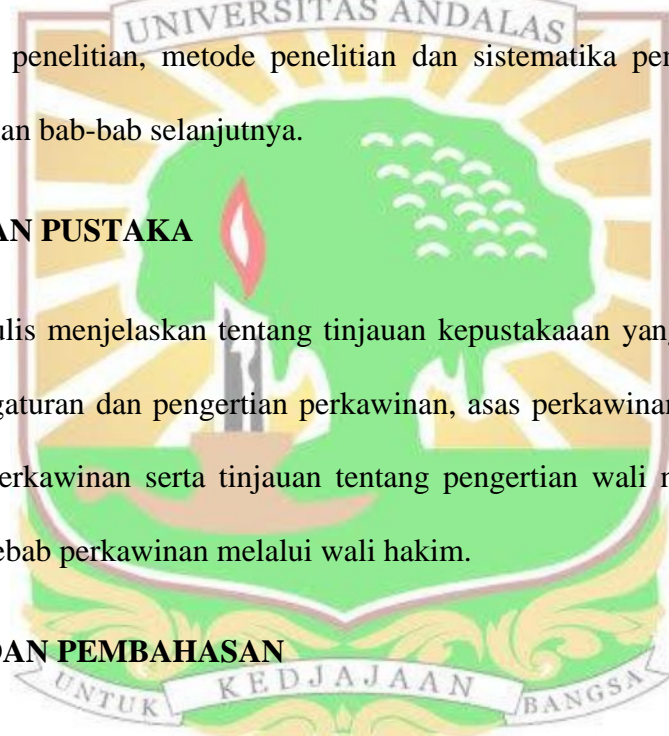 UNIVERSITAS ANDALAS
penelitian, metode penelitian dan sistematika
an bab-bab selanjutnya.
AN PUSTAKA
ulis menjelaskan tentang tinjauan kepustakaaan yang
gaturan dan pengertian perkawinan, asas perkawinan
erkawinan serta tinjauan tentang pengertian wali
ebab perkawinan melalui wali hakim.
DAN PEMBAHASAN
UNTUK KEDJAJAAN BANGSA